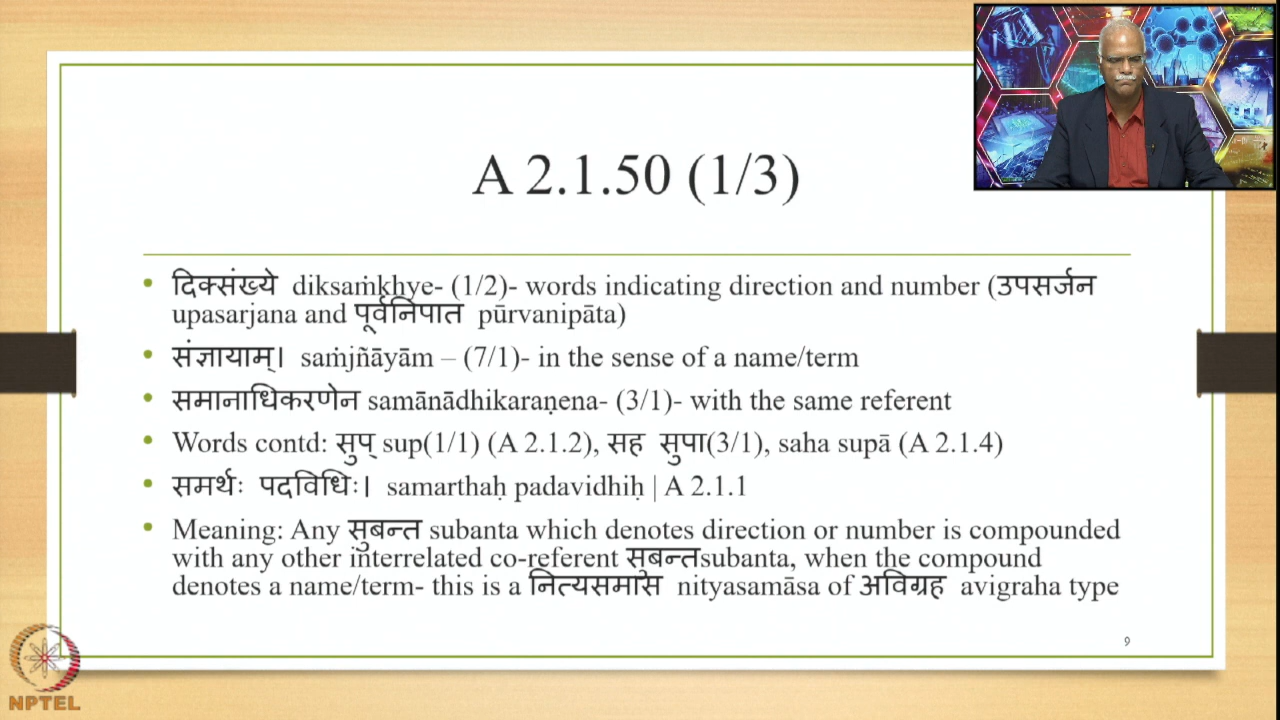 A 2.1.50 (1/3)
दिक्संख्ये diksaṁkhye- (1/2)- words indicating direction and number (उपसर्जन
upasarjana and पूर्वनिपात pūrvanipāta)
संज्ञायाम्। saṁjñāyām – (7/1)- in the sense of a name/term
समानाधिकरणेन samānādhikaraṇena- (3/1)- with the same referent
Words contd: सुप् sup(1/1) (A 2.1.2), सह सुपा(3/1), saha supā (A 2.1.4)
समर्थः पदविधिः। samarthaḥ padavidhiḥ | A 2.1.1
Meaning: Any सुबन्त subanta which denotes direction or number is compounded
with any other interrelated co-referent सुबन्तsubanta, when the compound
denotes a name/term- this is a नित्यसमास nityasamāsa of अविग्रह avigraha type
9
NPTEL